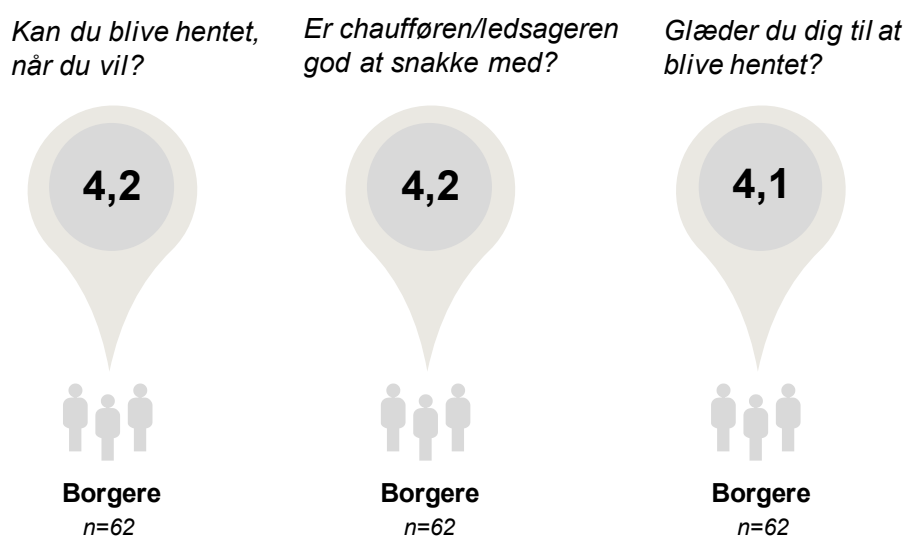 Kan du blive hentet,
når du vil?
4,2
Borgere
n=62
Er chaufføren/ledsageren
god at snakke med?
4,2
Borgere
n=62
Glæder du dig til at
blive hentet?
4,1
Borgere
n=62